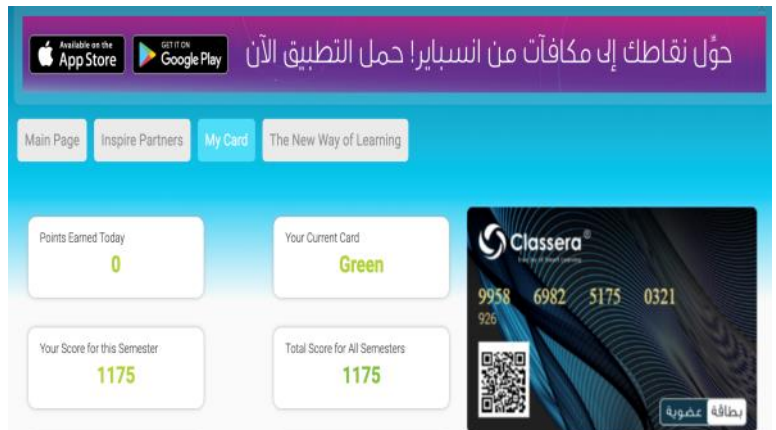 Available on the App Store
GET IT ON Google Play
حوِّل نقاطك إلى مكافآت من انسباير! حمل التطبيق الآن
Main Page
Inspire Partners
My Card
The New Way of Learning
Points Earned Today
0
Your Current Card
Green
Your Score for this Semester
1175
Total Score for All Semesters
1175
Classera®
9958 6982 5175 0321
926
بطاقة عضوية